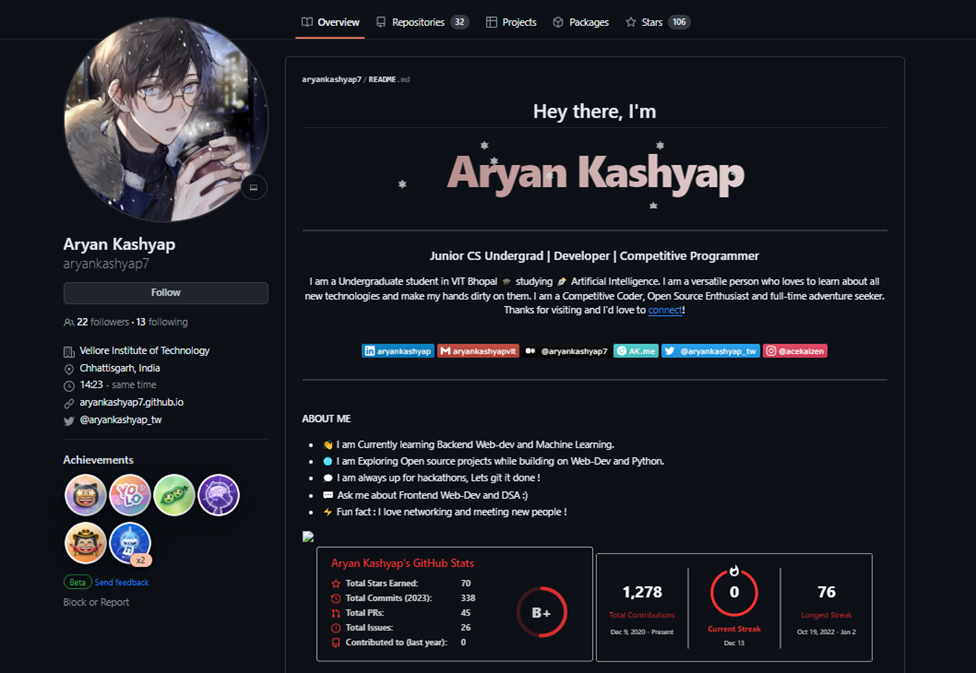 Overview Repositories 32 Projects Packages Stars 106
Aryan Kashyap
aryankashyap7
Follow
22 followers • 13 following
Vellore Institute of Technology
Chhattisgarh, India
14:23 - same time
aryankashyap7.github.io
@aryankashyap_tw
Achievements
YOLO
x2
Beta Send feedback
Block or Report
aryankashyap7/README.md
Hey there, I'm
Aryan Kashyap
Junior CS Undergrad | Developer | Competitive Programmer
I am a Undergraduate student in VIT Bhopal 🎓 studying 🖋 Artificial Intelligence. I am a versatile person who loves to learn about all
new technologies and make my hands dirty on them. I am a Competitive Coder, Open Source Enthusiast and full-time adventure seeker.
Thanks for visiting and I'd love to connect!
in aryankashyap aryankashyapvit @aryankashyap7 AK.me @aryankashyap_tw @acekaizen
ABOUT ME
• 👋 I am Currently learning Backend Web-dev and Machine Learning.
• 🌐 I am Exploring Open source projects while building on Web-Dev and Python.
• 💭 I am always up for hackathons, Lets git it done !
• 💬 Ask me about Frontend Web-Dev and DSA :)
• ⚡ Fun fact : I love networking and meeting new people !
Aryan Kashyap's GitHub Stats
Total Stars Earned: 70
Total Commits (2023): 338
Total PRs: 45
Total Issues: 26
Contributed to (last year): 0
B+
1,278
Total Contributions
Dec 9, 2020 - Present
0
Current Streak
Dec 13
76
Longest Streak
Oct 19, 2022 - Jan 2